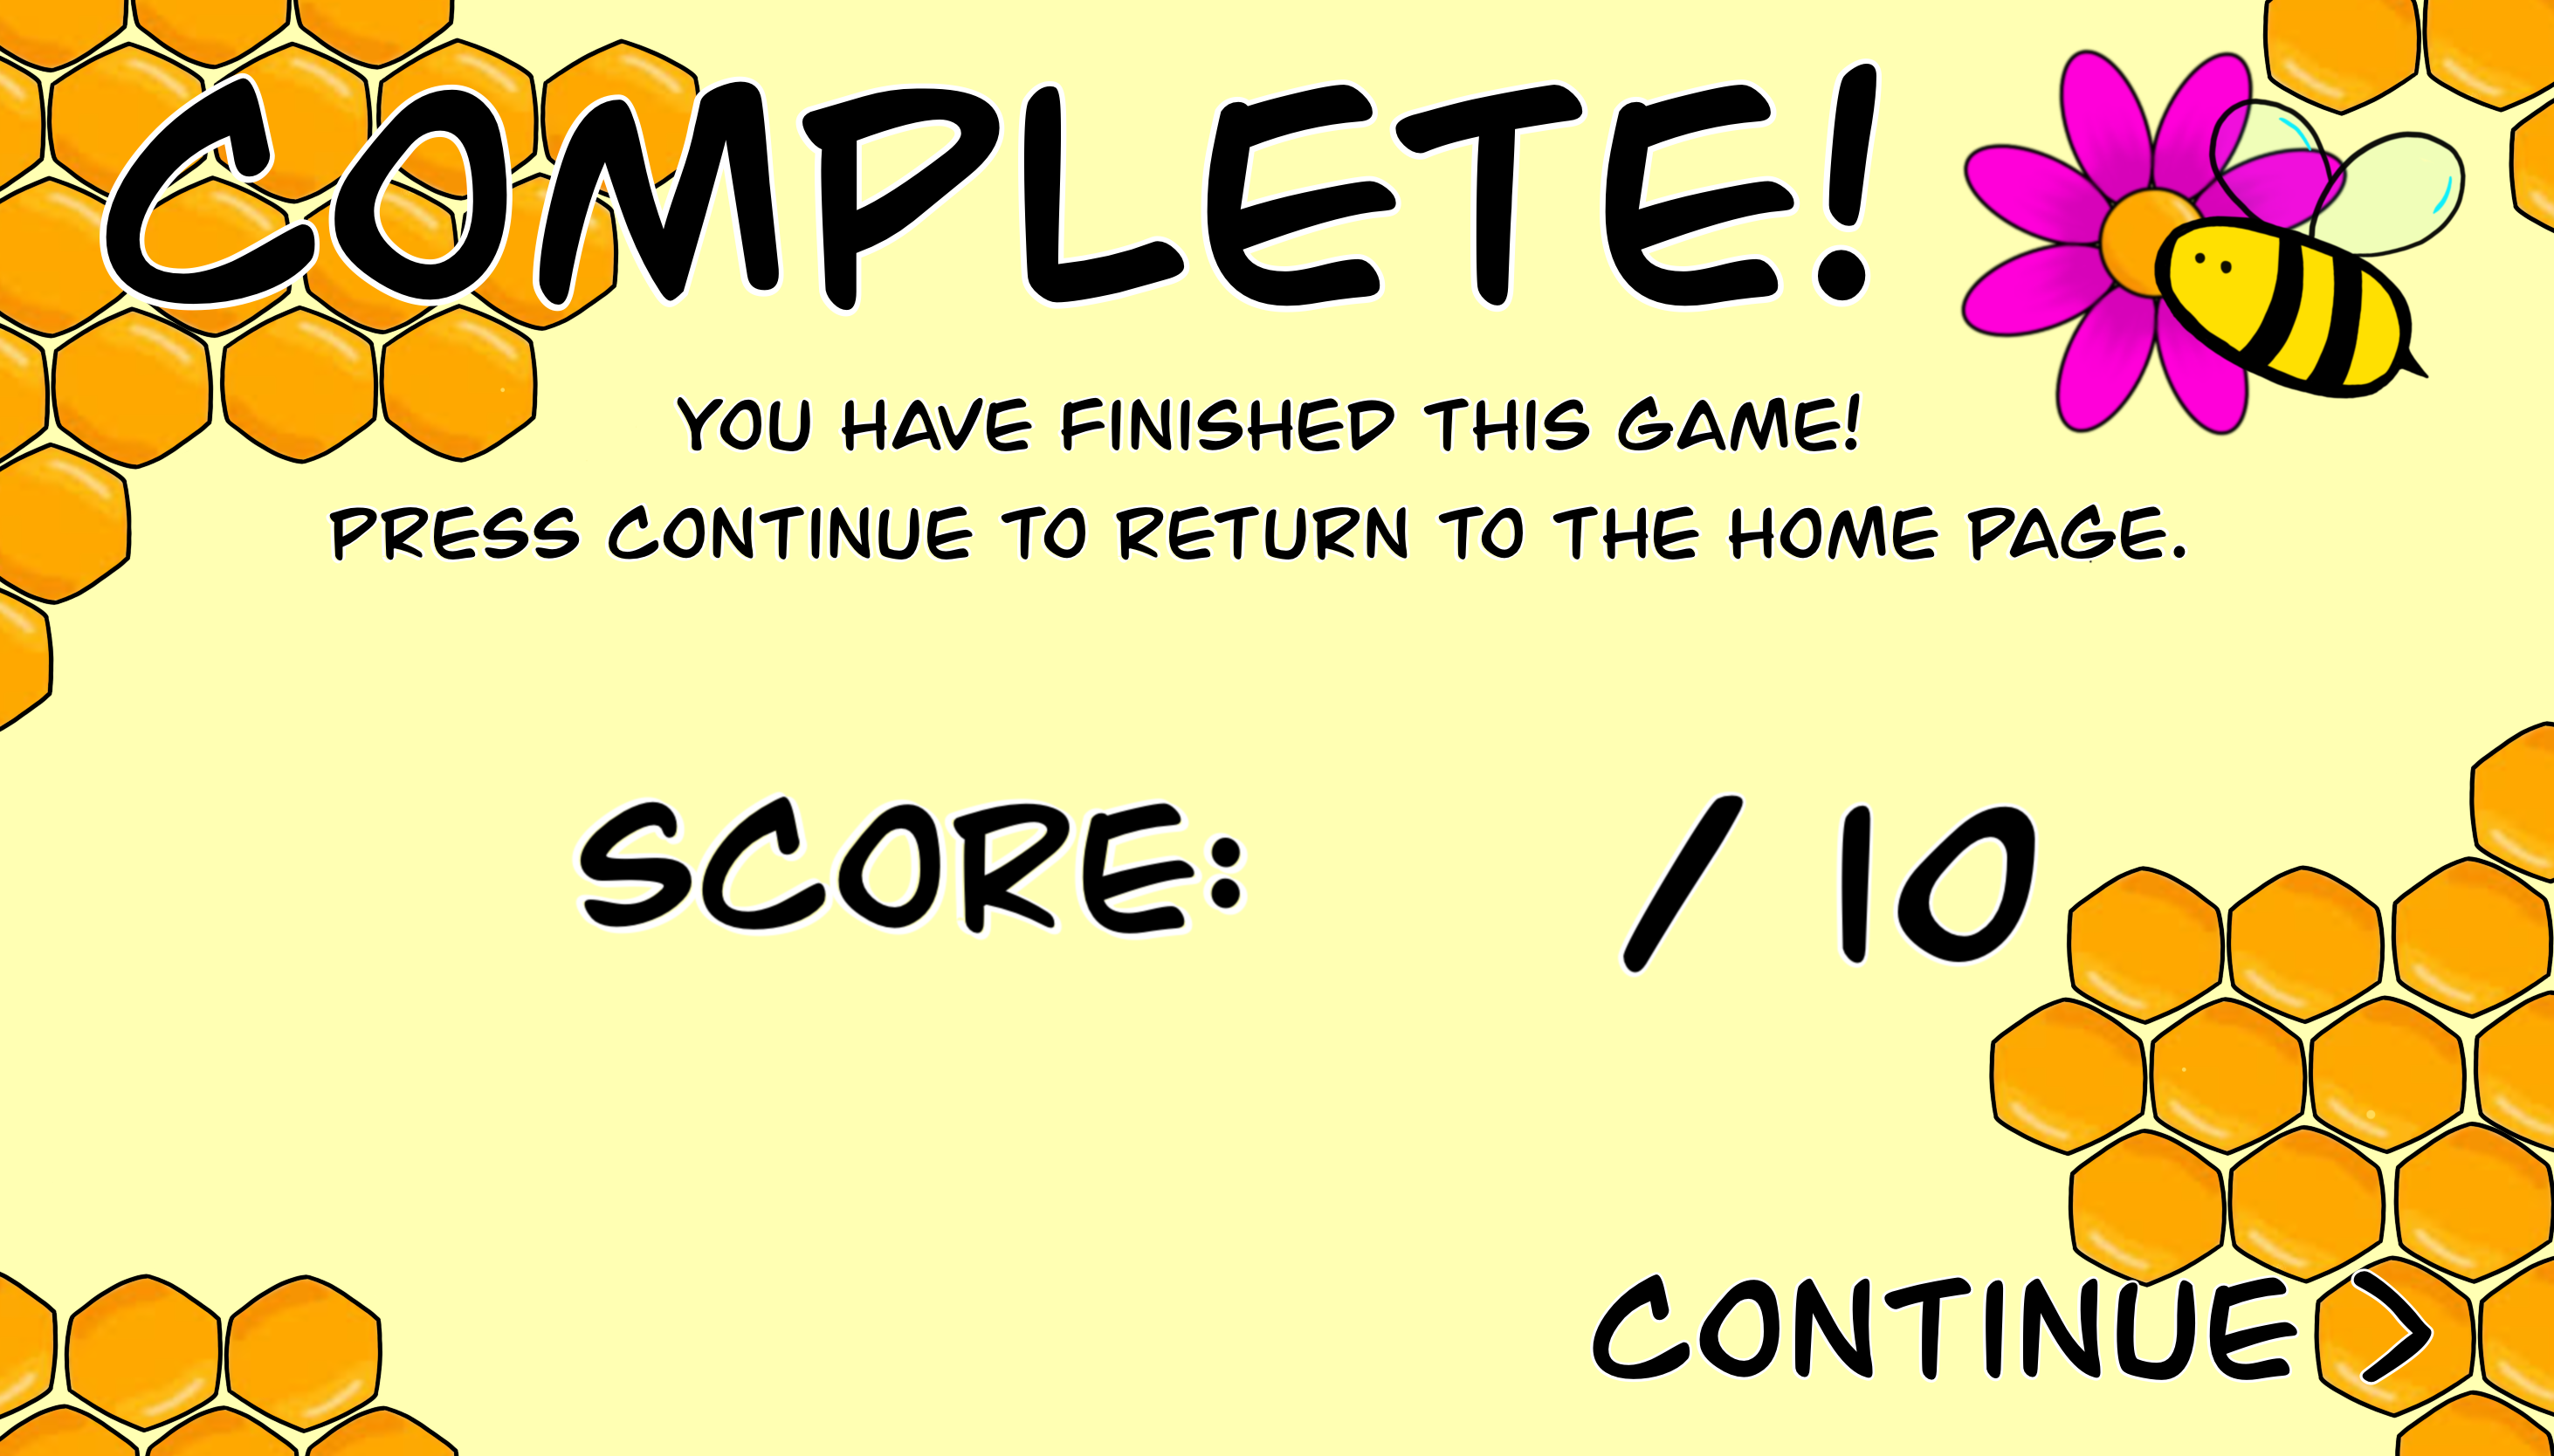 COMPLETE!
YOU HAVE FINISHED THIS GAME!
PRESS CONTINUE TO RETURN TO THE HOME PAGE.
SCORE: / 10
CONTINUE >